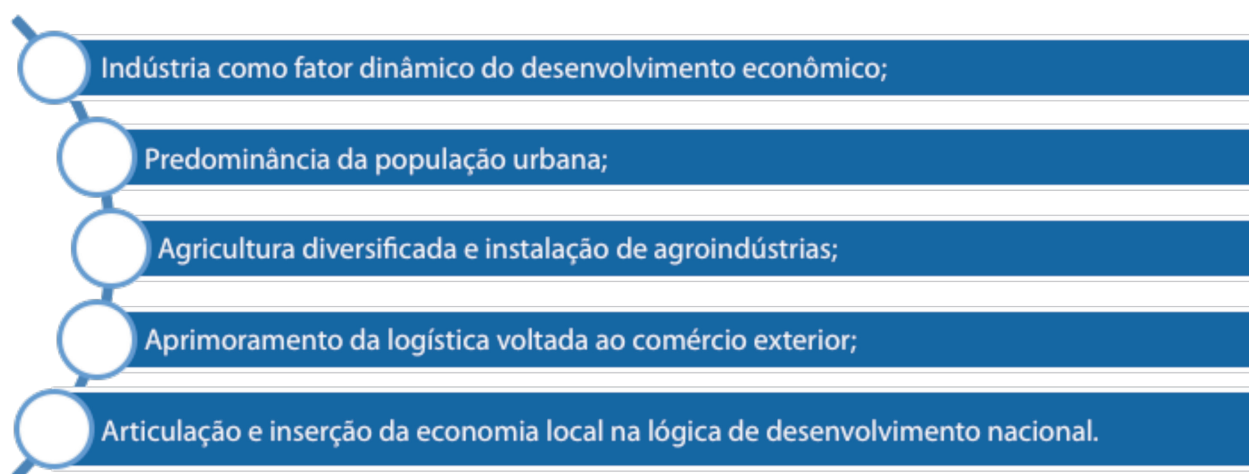 Indústria como fator dinâmico do desenvolvimento econômico;
Predominância da população urbana;
Agricultura diversificada e instalação de agroindústrias;
Aprimoramento da logística voltada ao comércio exterior;
Articulação e inserção da economia local na lógica de desenvolvimento nacional.